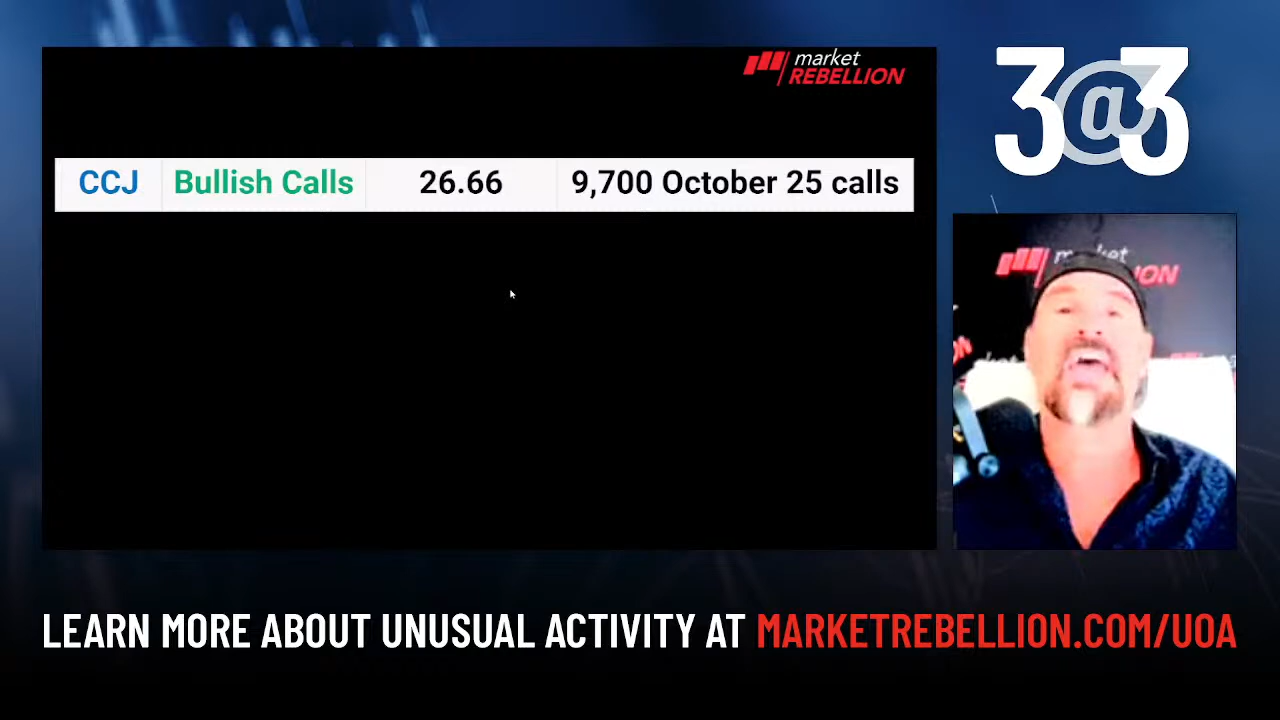 market
REBELLION
3@3
CCJ Bullish Calls 26.66 9,700 October 25 calls
market
LEARN MORE ABOUT UNUSUAL ACTIVITY AT MARKETREBELLION.COM/UOA